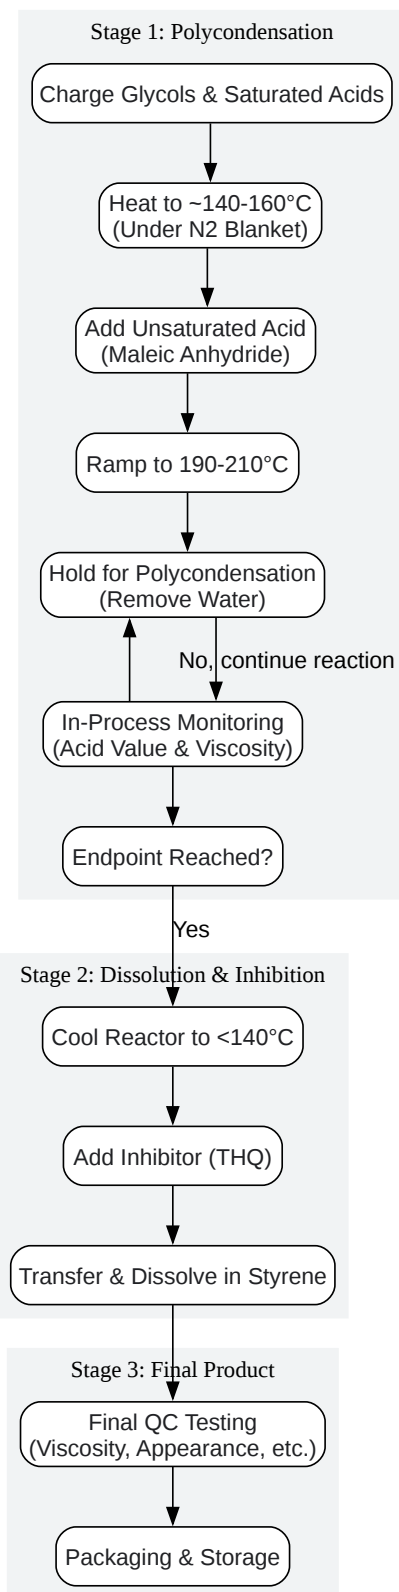 Stage 1: Polycondensation
Charge Glycols & Saturated Acids
Heat to ~140-160°C
(Under N2 Blanket)
Add Unsaturated Acid
(Maleic Anhydride)
Ramp to 190-210°C
Hold for Polycondensation
(Remove Water)
No, continue reaction
In-Process Monitoring
(Acid Value & Viscosity)
Endpoint Reached?
Yes
Stage 2: Dissolution & Inhibition
Cool Reactor to <140°C
Add Inhibitor (THQ)
Transfer & Dissolve in Styrene
Stage 3: Final Product
Final QC Testing
(Viscosity, Appearance, etc.)
Packaging & Storage